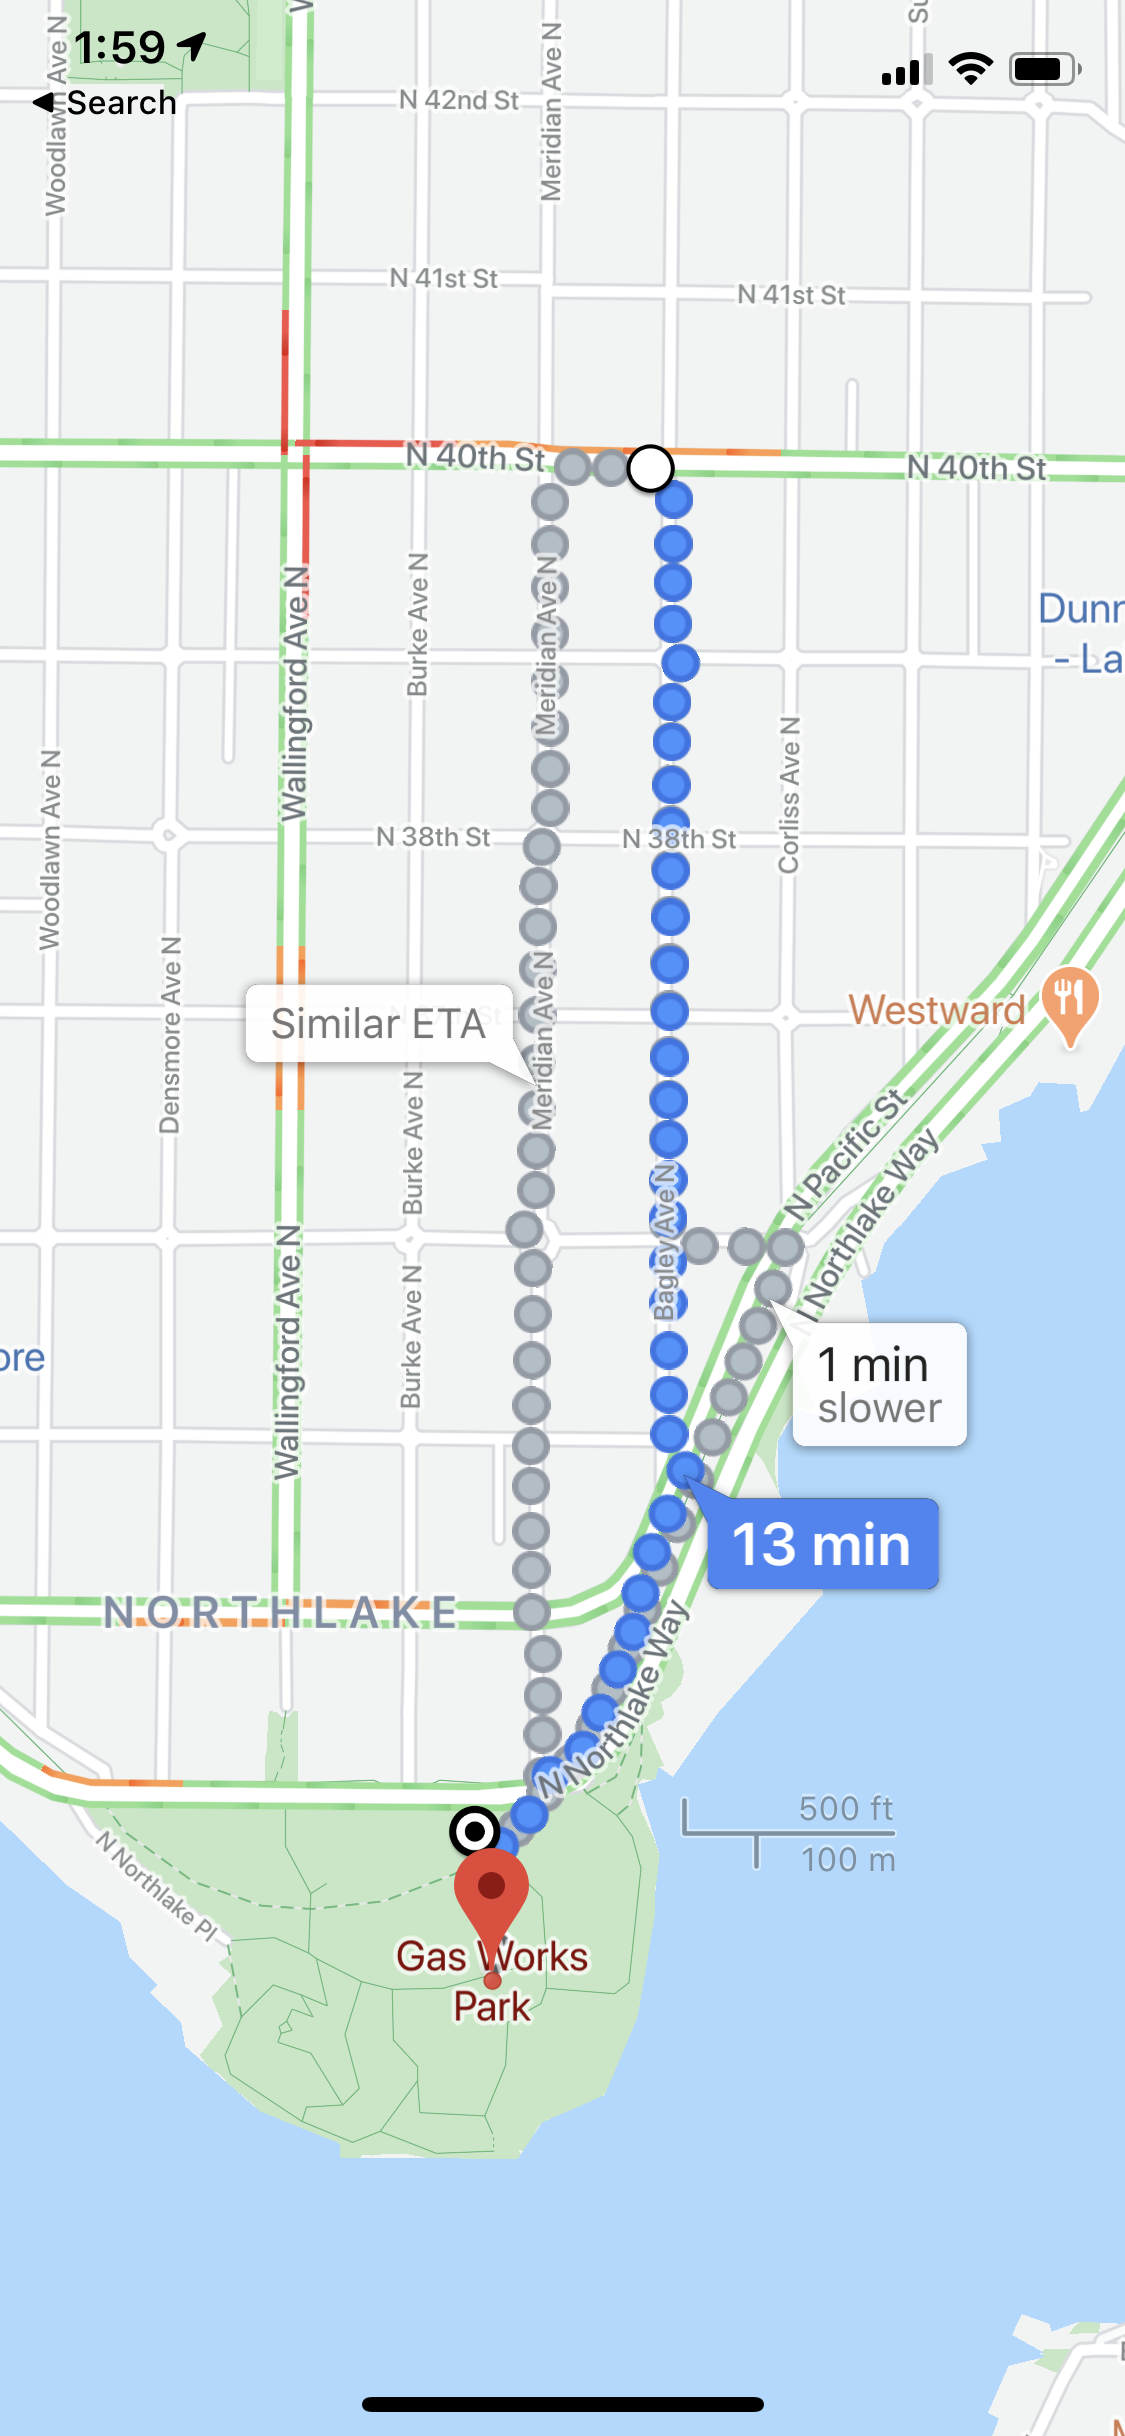 1:59
Search
Woodlawn Ave N
N 42nd St
Meridian Ave N
N 41st St
N 41st St
N 40th St
N 40th St
Wallingford Ave N
Burke Ave N
Meridian Ave N
Dunn
- La
Woodlawn Ave N
N 38th St
N 38th St
Corliss Ave N
Densmore Ave N
Similar ETA
Meridian Ave N
Westward
Burke Ave N
N Pacific St
N Northlake Way
Bagley Ave N
Wallingford Ave N
Burke Ave N
ore
1 min
slower
13 min
NORTHLAKE
N Northlake Way
500 ft
100 m
N Northlake Pl
Gas Works
Park